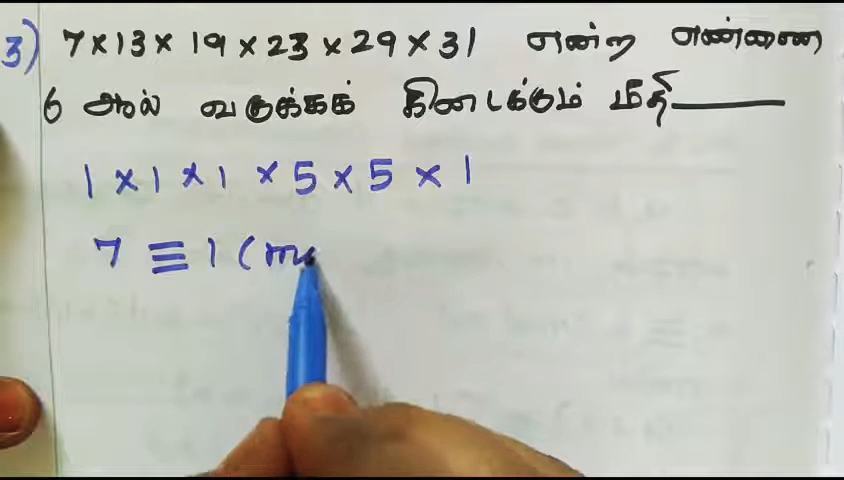 3) 7 × 13 × 19 × 23 × 29 × 31 என்ற எண்ணை
6 ஆல் வகுக்கக் கிடைக்கும் மீதி______
1 × 1 × 1 × 5 × 5 × 1
7 ≡ 1 (mo